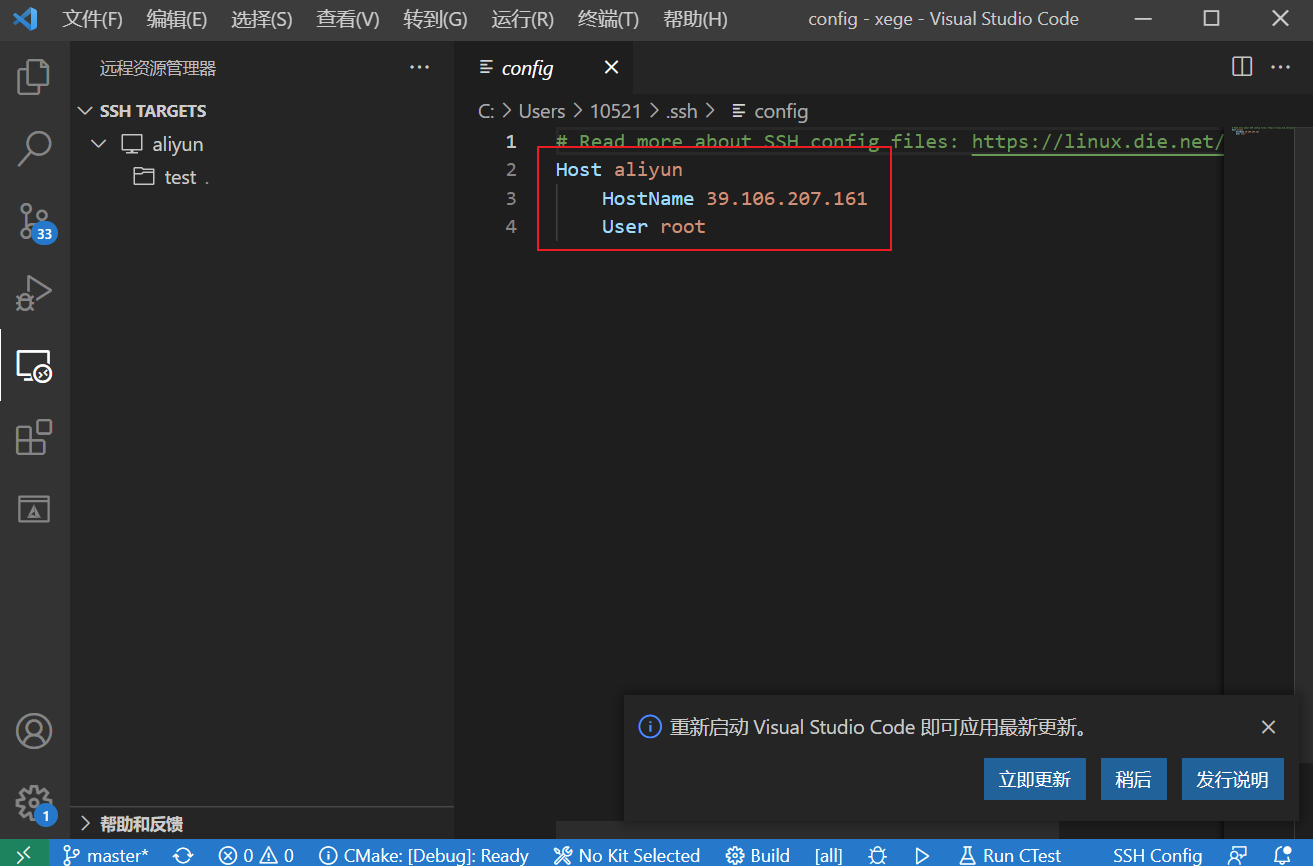 文件(F) 编辑(E) 选择(S) 查看(V) 转到(G) 运行(R) 终端(T) 帮助(H) config - xege - Visual Studio Code
远程资源管理器 ···
SSH TARGETS
aliyun
test .
config
C: > Users > 10521 > .ssh > config
1 # Read more about SSH config files: https://linux.die.net/
2 Host aliyun
3 HostName 39.106.207.161
4 User root
33
重新启动 Visual Studio Code 即可应用最新更新。
立即更新 稍后 发行说明
1
帮助和反馈
master* 0 0 CMake: [Debug]: Ready No Kit Selected Build [all] Run CTest SSH Config